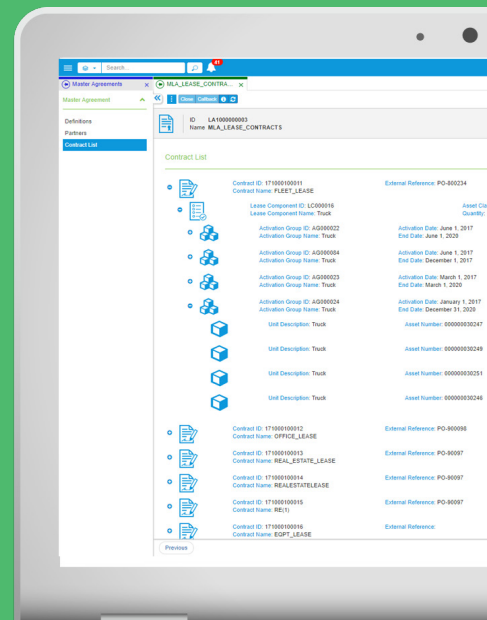 Search...
41
Master Agreements x
MLA_LEASE_CONTRA... x
Master Agreement
Close Callback
Definitions
Partners
Contract List
ID LA1000000003
Name MLA_LEASE_CONTRACTS
Contract List
Contract ID: 171000100011 External Reference: PO-800234
Contract Name: FLEET_LEASE
Lease Component ID: LC000016 Asset Cla
Lease Component Name: Truck Quantity:
Activation Group ID: AG000022 Activation Date: June 1, 2017
Activation Group Name: Truck End Date: June 1, 2020
Activation Group ID: AG000084 Activation Date: June 1, 2017
Activation Group Name: Truck End Date: December 1, 2017
Activation Group ID: AG000023 Activation Date: March 1, 2017
Activation Group Name: Truck End Date: March 1, 2020
Activation Group ID: AG000024 Activation Date: January 1, 2017
Activation Group Name: Truck End Date: December 31, 2020
Unit Description: Truck Asset Number: 000000030247
Unit Description: Truck Asset Number: 000000030249
Unit Description: Truck Asset Number: 000000030251
Unit Description: Truck Asset Number: 000000030246
Contract ID: 171000100012 External Reference: PO-900098
Contract Name: OFFICE_LEASE
Contract ID: 171000100013 External Reference: PO-90097
Contract Name: REAL_ESTATE_LEASE
Contract ID: 171000100014 External Reference: PO-90097
Contract Name: REALESTATELEASE
Contract ID: 171000100015 External Reference: PO-90097
Contract Name: RE(1)
Contract ID: 171000100016 External Reference:
Contract Name: EQPT_LEASE
Previous